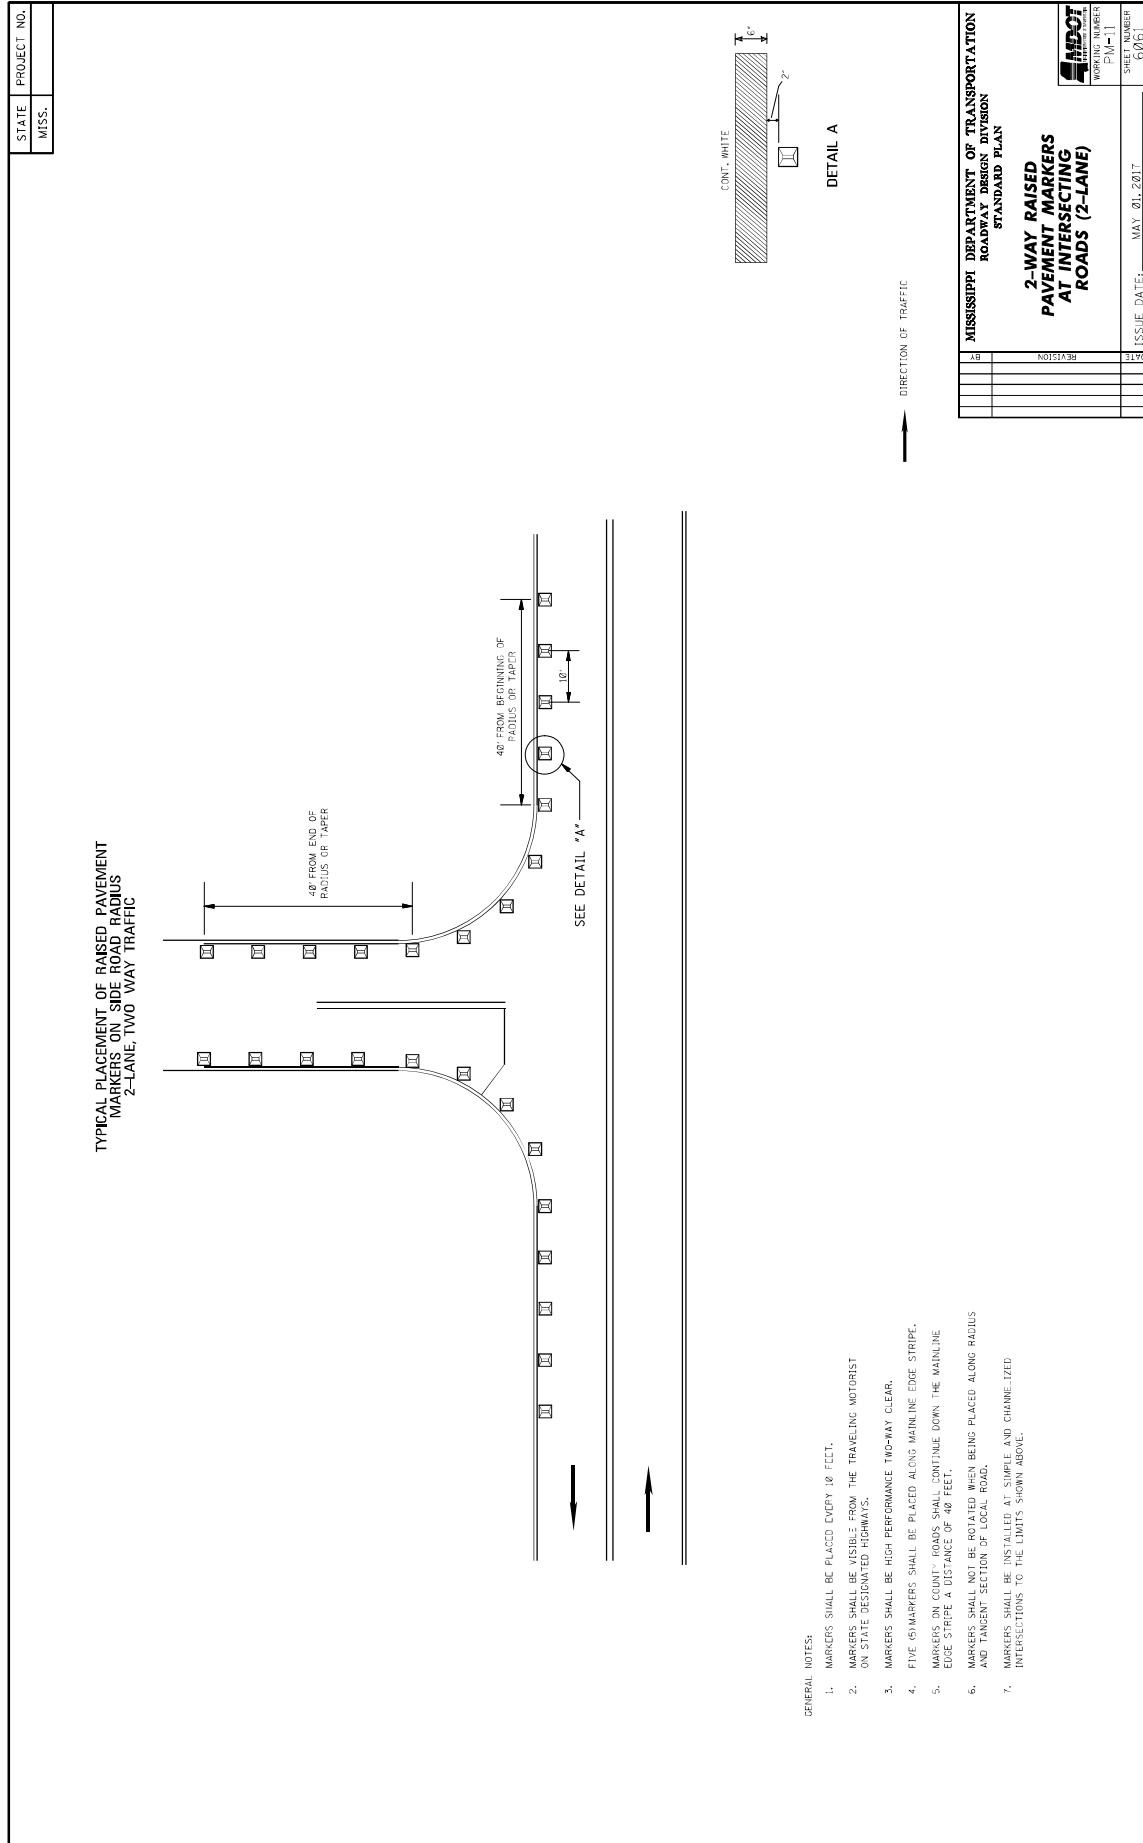 STATE PROJECT NO.
MISS.
TYPICAL PLACEMENT OF RAISED PAVEMENT
MARKERS ON SIDE ROAD RADIUS
2-LANE, TWO WAY TRAFFIC
40' FROM END OF
RADIUS OR TAPER
40' FROM BEGINNING OF
RADIUS OR TAPER
10'
SEE DETAIL "A"
CONT. WHITE
6"
2"
DETAIL A
DIRECTION OF TRAFFIC
GENERAL NOTES:
1. MARKERS SHALL BE PLACED EVERY 10 FEET.
2. MARKERS SHALL BE VISIBLE FROM THE TRAVELING MOTORIST
ON STATE DESIGNATED HIGHWAYS.
3. MARKERS SHALL BE HIGH PERFORMANCE TWO-WAY CLEAR.
4. FIVE (5) MARKERS SHALL BE PLACED ALONG MAINLINE EDGE STRIPE.
5. MARKERS ON COUNTY ROADS SHALL CONTINUE DOWN THE MAINLINE
EDGE STRIPE A DISTANCE OF 40 FEET.
6. MARKERS SHALL NOT BE ROTATED WHEN BEING PLACED ALONG RADIUS
AND TANGENT SECTION OF LOCAL ROAD.
7. MARKERS SHALL BE INSTALLED AT SIMPLE AND CHANNELIZED
INTERSECTIONS TO THE LIMITS SHOWN ABOVE.
BY
REVISION
DATE
MISSISSIPPI DEPARTMENT OF TRANSPORTATION
ROADWAY DESIGN DIVISION
STANDARD PLAN
2-WAY RAISED
PAVEMENT MARKERS
AT INTERSECTING
ROADS (2-LANE)
ISSUE DATE: MAY 01, 2017
MDOT
WORKING NUMBER
PM-11
SHEET NUMBER
6061